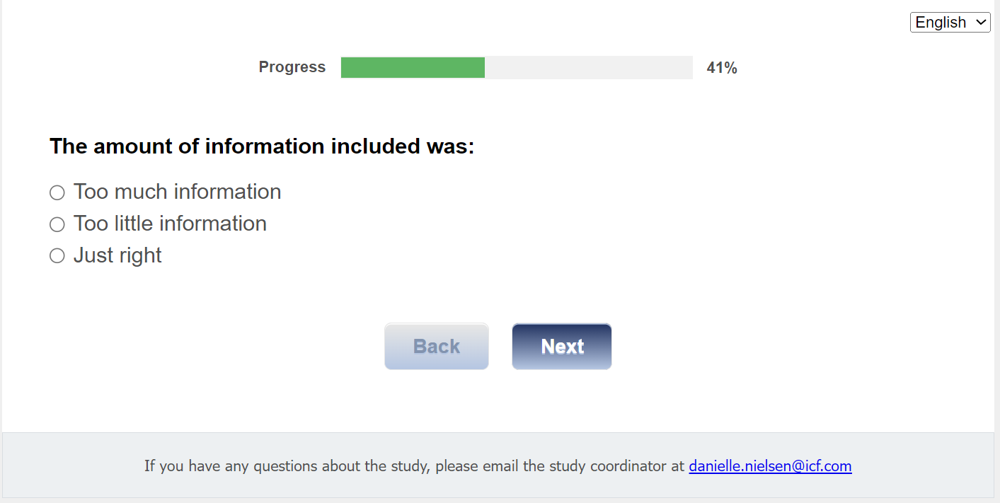 English
Progress
41%
The amount of information included was:
Too much information
Too little information
Just right
Back
Next
If you have any questions about the study, please email the study coordinator at danielle.nielsen@icf.com